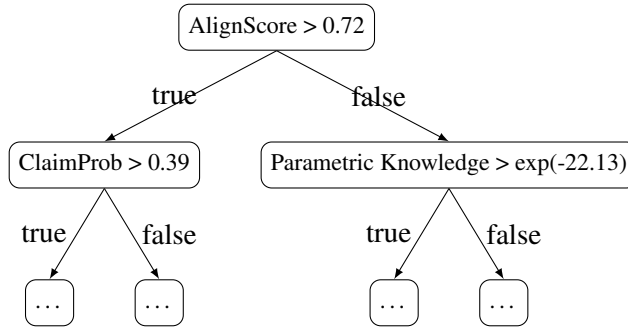 AlignScore > 0.72
true false
ClaimProb > 0.39 Parametric Knowledge > exp(-22.13)
true false true false
... ... ... ...